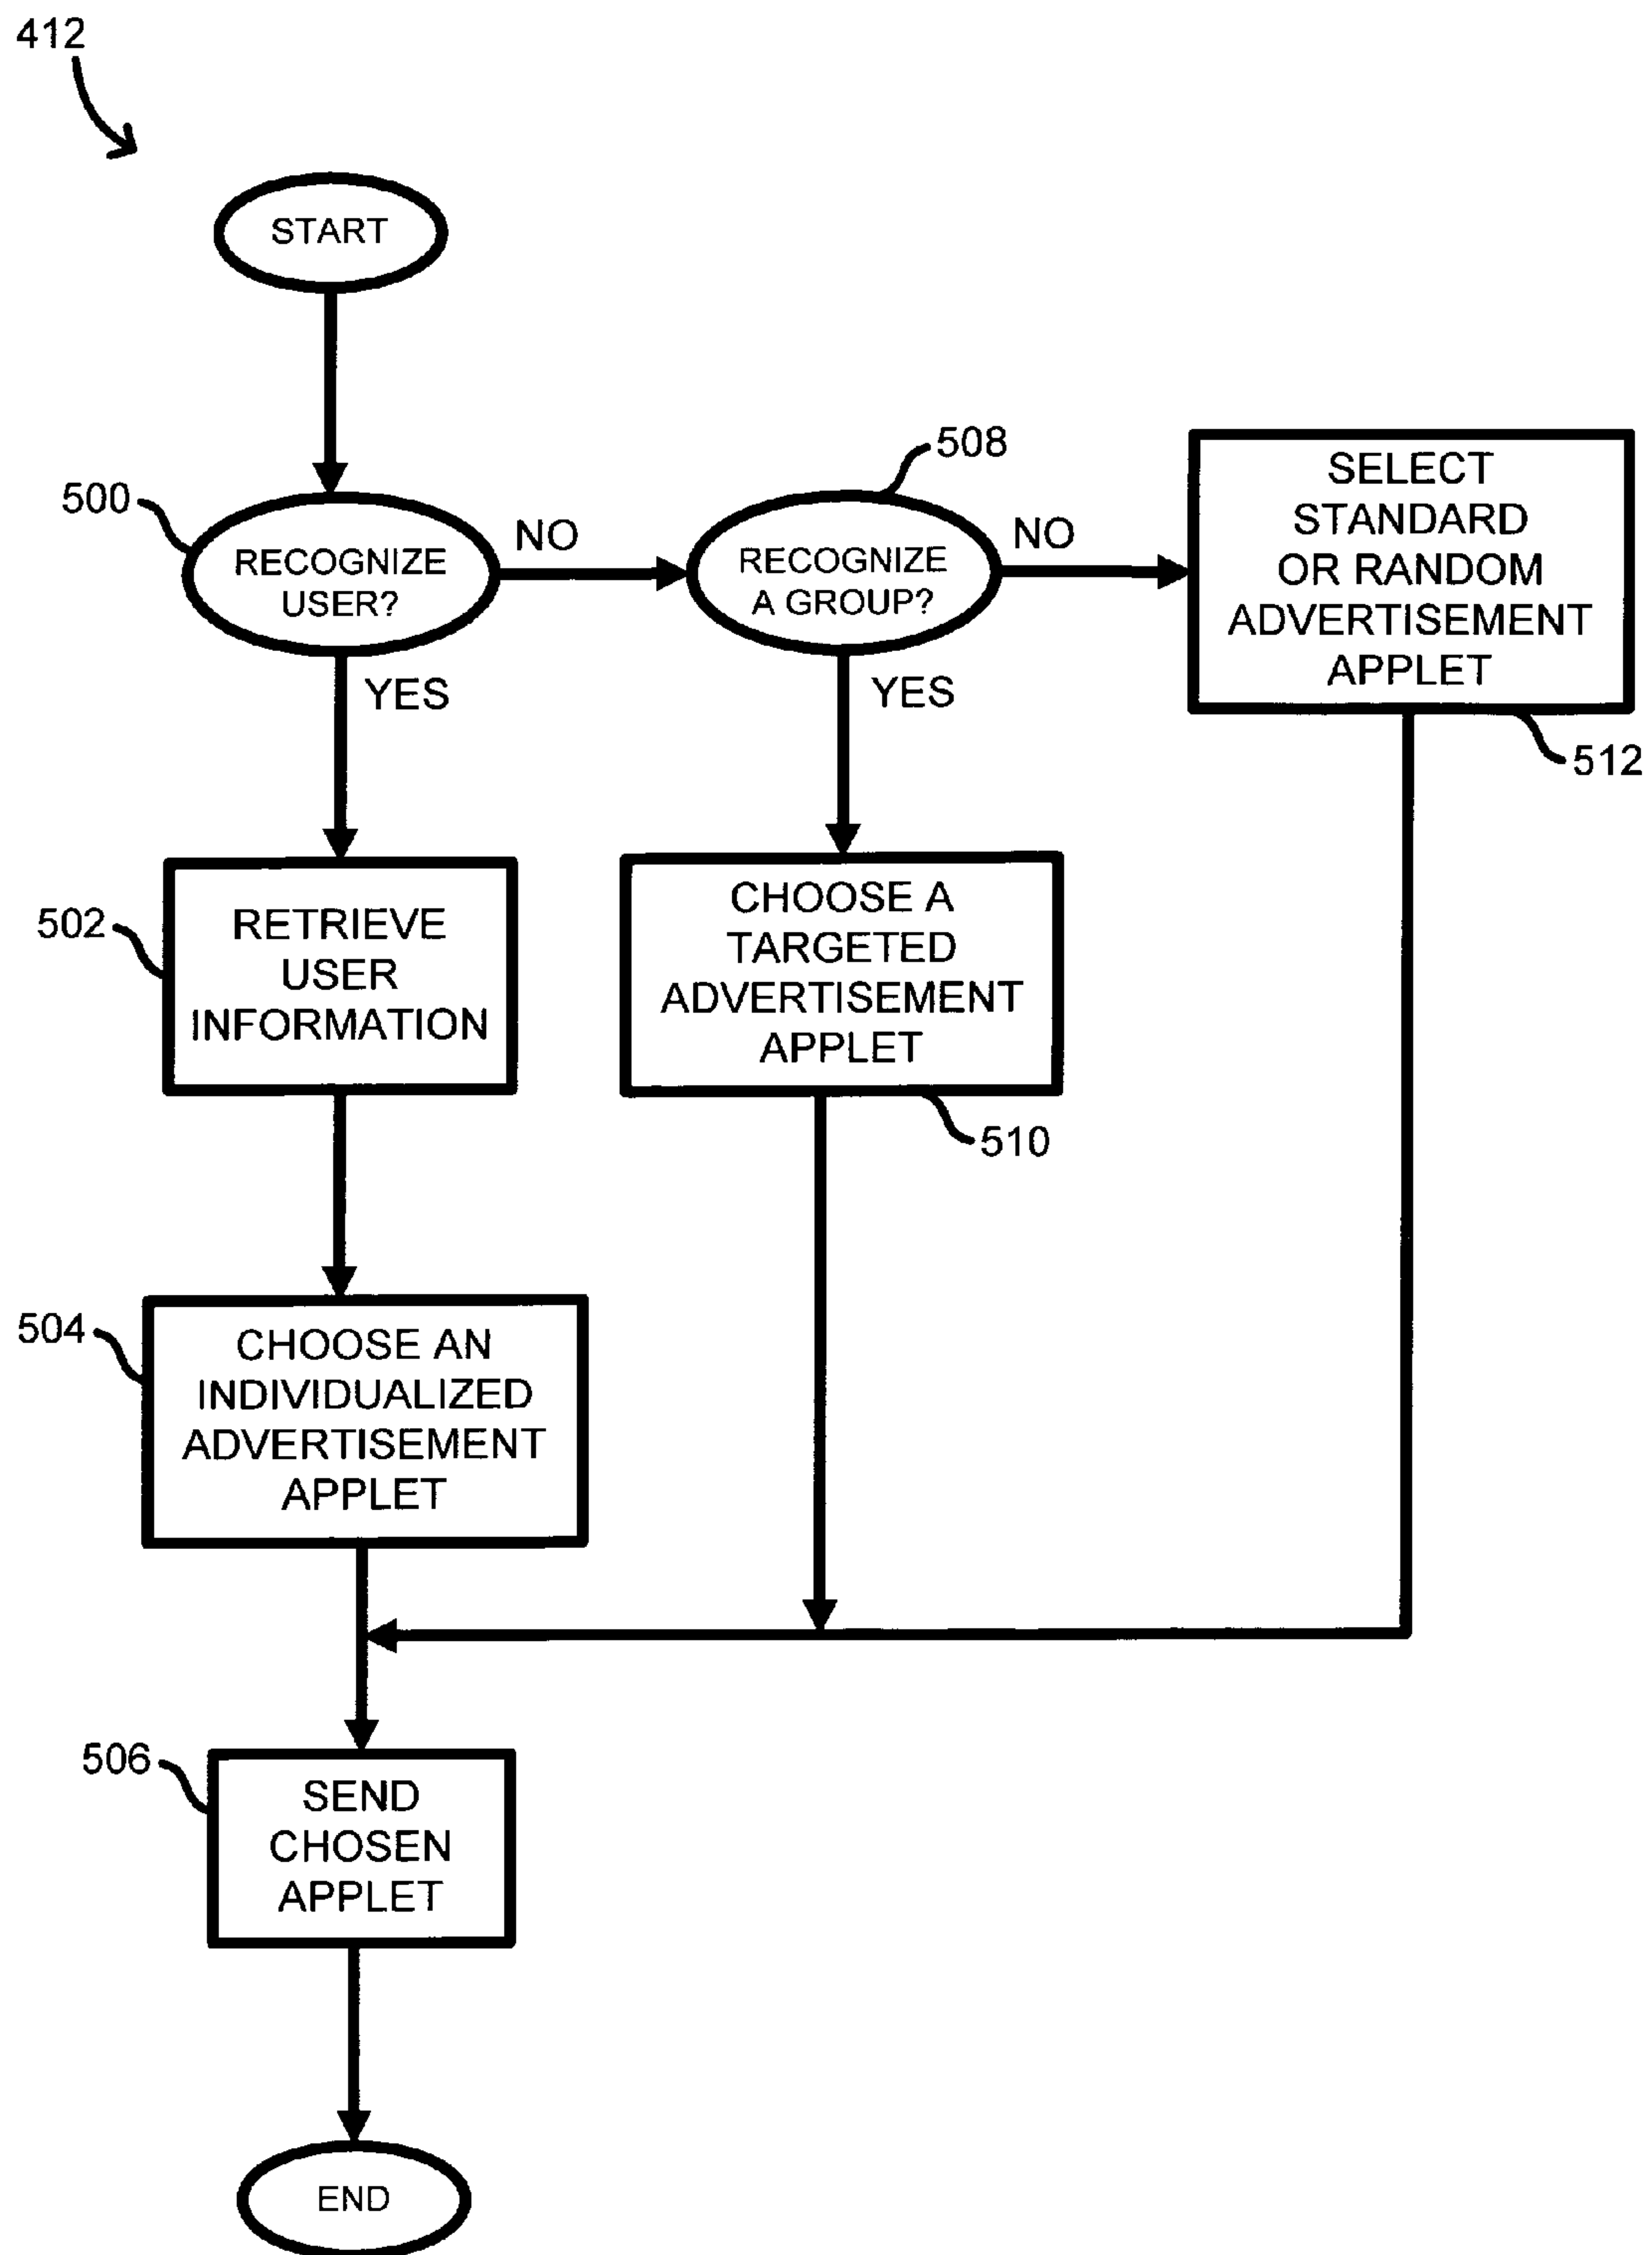 412
START
500
RECOGNIZE
USER?
NO
YES
508
RECOGNIZE
A GROUP?
NO
YES
SELECT
STANDARD
OR RANDOM
ADVERTISEMENT
APPLET
512
502
RETRIEVE
USER
INFORMATION
CHOOSE A
TARGETED
ADVERTISEMENT
APPLET
510
504
CHOOSE AN
INDIVIDUALIZED
ADVERTISEMENT
APPLET
506
SEND
CHOSEN
APPLET
END